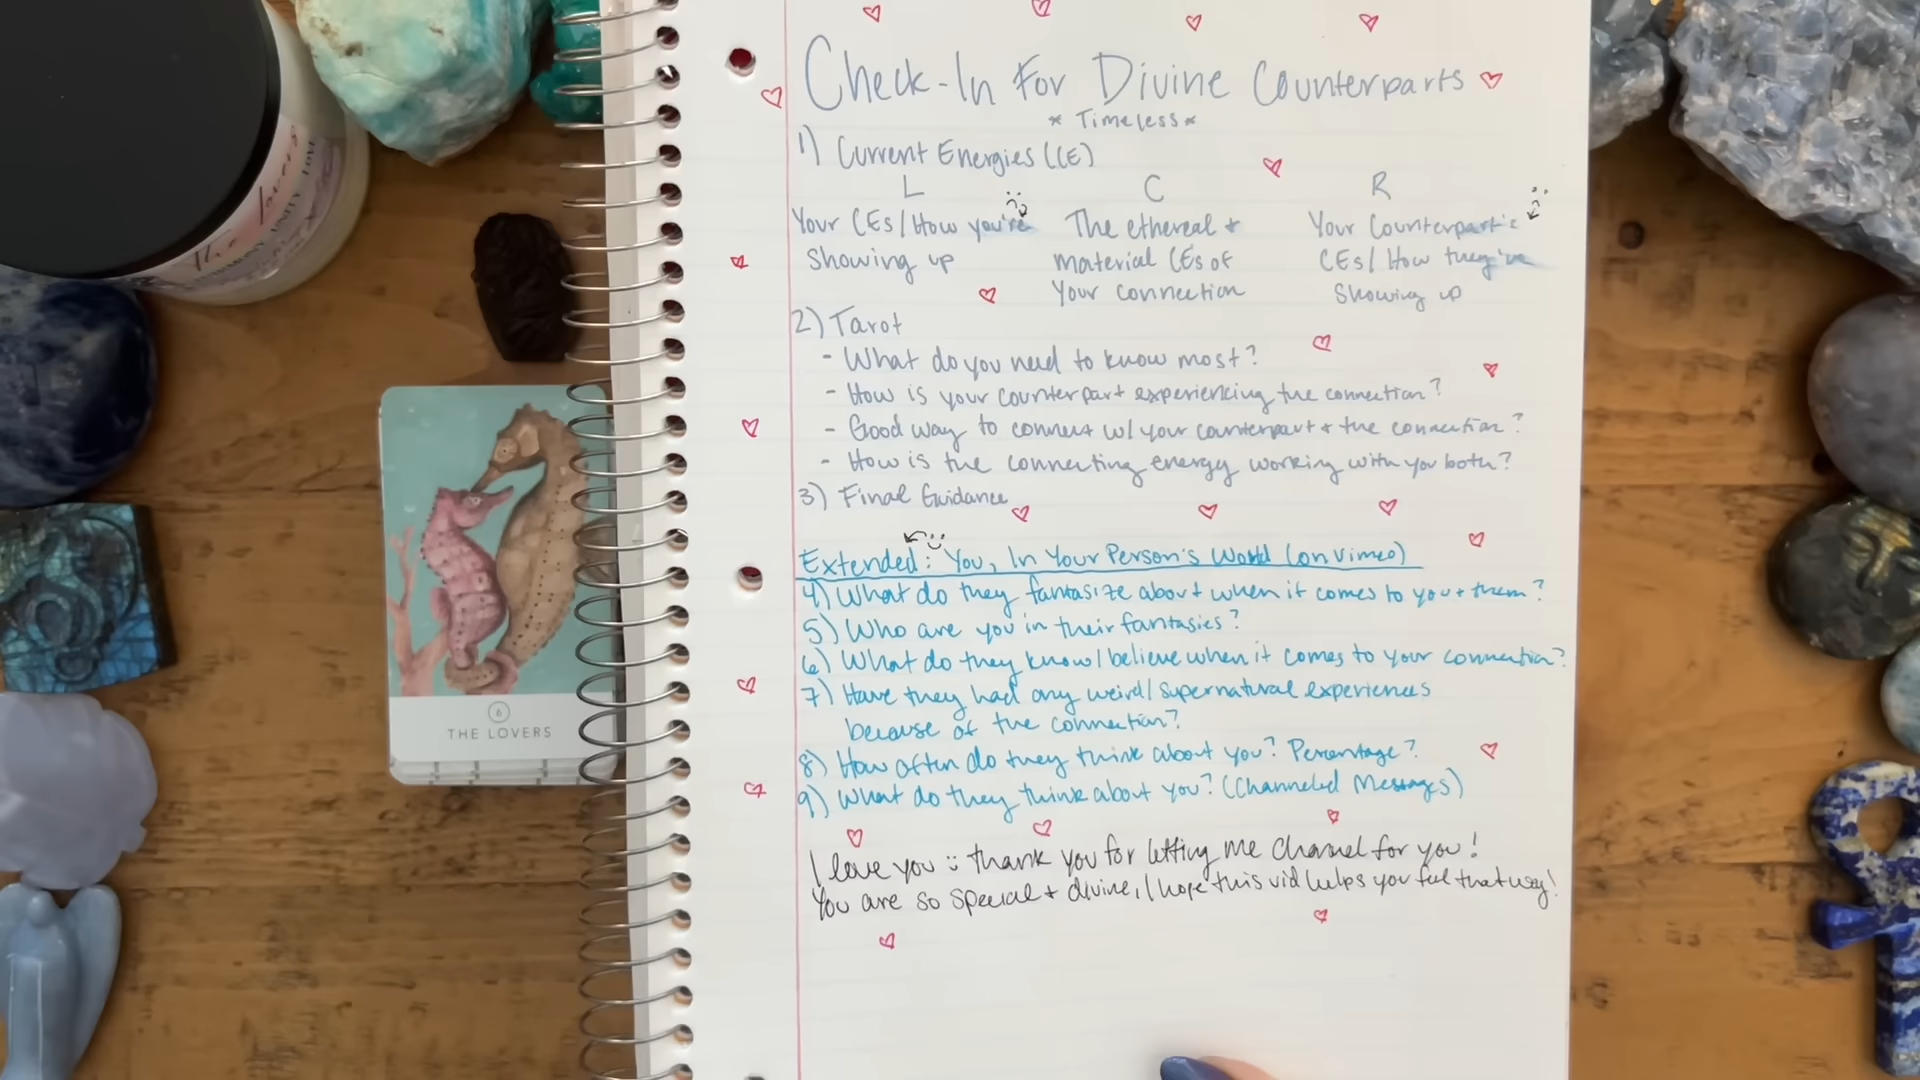 Check-In For Divine Counterparts
* Timeless *
1) Current Energies (CE)
L C R
Your CEs/How you're The ethereal + Your Counterpart's
Showing up material CEs of CEs/ How they're
Your connection Showing up
2) Tarot
- What do you need to know most?
- How is your counterpart experiencing the connection?
- Good way to connect w/ your counterpart + the connection?
- How is the connecting energy working with you both?
3) Final Guidance
Extended: You, In Your Person's World (on vimeo)
4) What do they fantasize about when it comes to you + them?
5) Who are you in their fantasies?
6) What do they know/believe when it comes to your connection?
7) Have they had any weird/supernatural experiences
because of the connection?
8) How often do they think about you? Percentage?
9) What do they think about you? (Channeled Messages)
I love you :) thank you for letting me channel for you!
You are so special + divine, I hope this vid helps you feel that way!
The Lovers
HARMONY UNITY LOVE
6
THE LOVERS